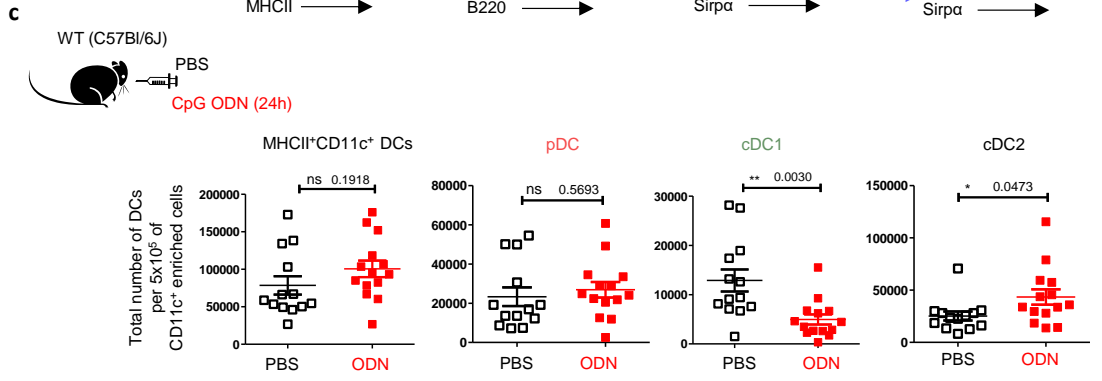 c
MHCII
B220
Sirpα
Sirpα
WT (C57Bl/6J)
PBS
CpG ODN (24h)
Total number of DCs
per 5x10⁵ of
CD11c⁺ enriched cells
MHCII⁺CD11c⁺ DCs
ns 0.1918
200000
150000
100000
50000
0
PBS ODN
pDC
ns 0.5693
80000
60000
40000
20000
0
PBS ODN
cDC1
** 0.0030
30000
20000
10000
0
PBS ODN
cDC2
* 0.0473
150000
100000
50000
0
PBS ODN